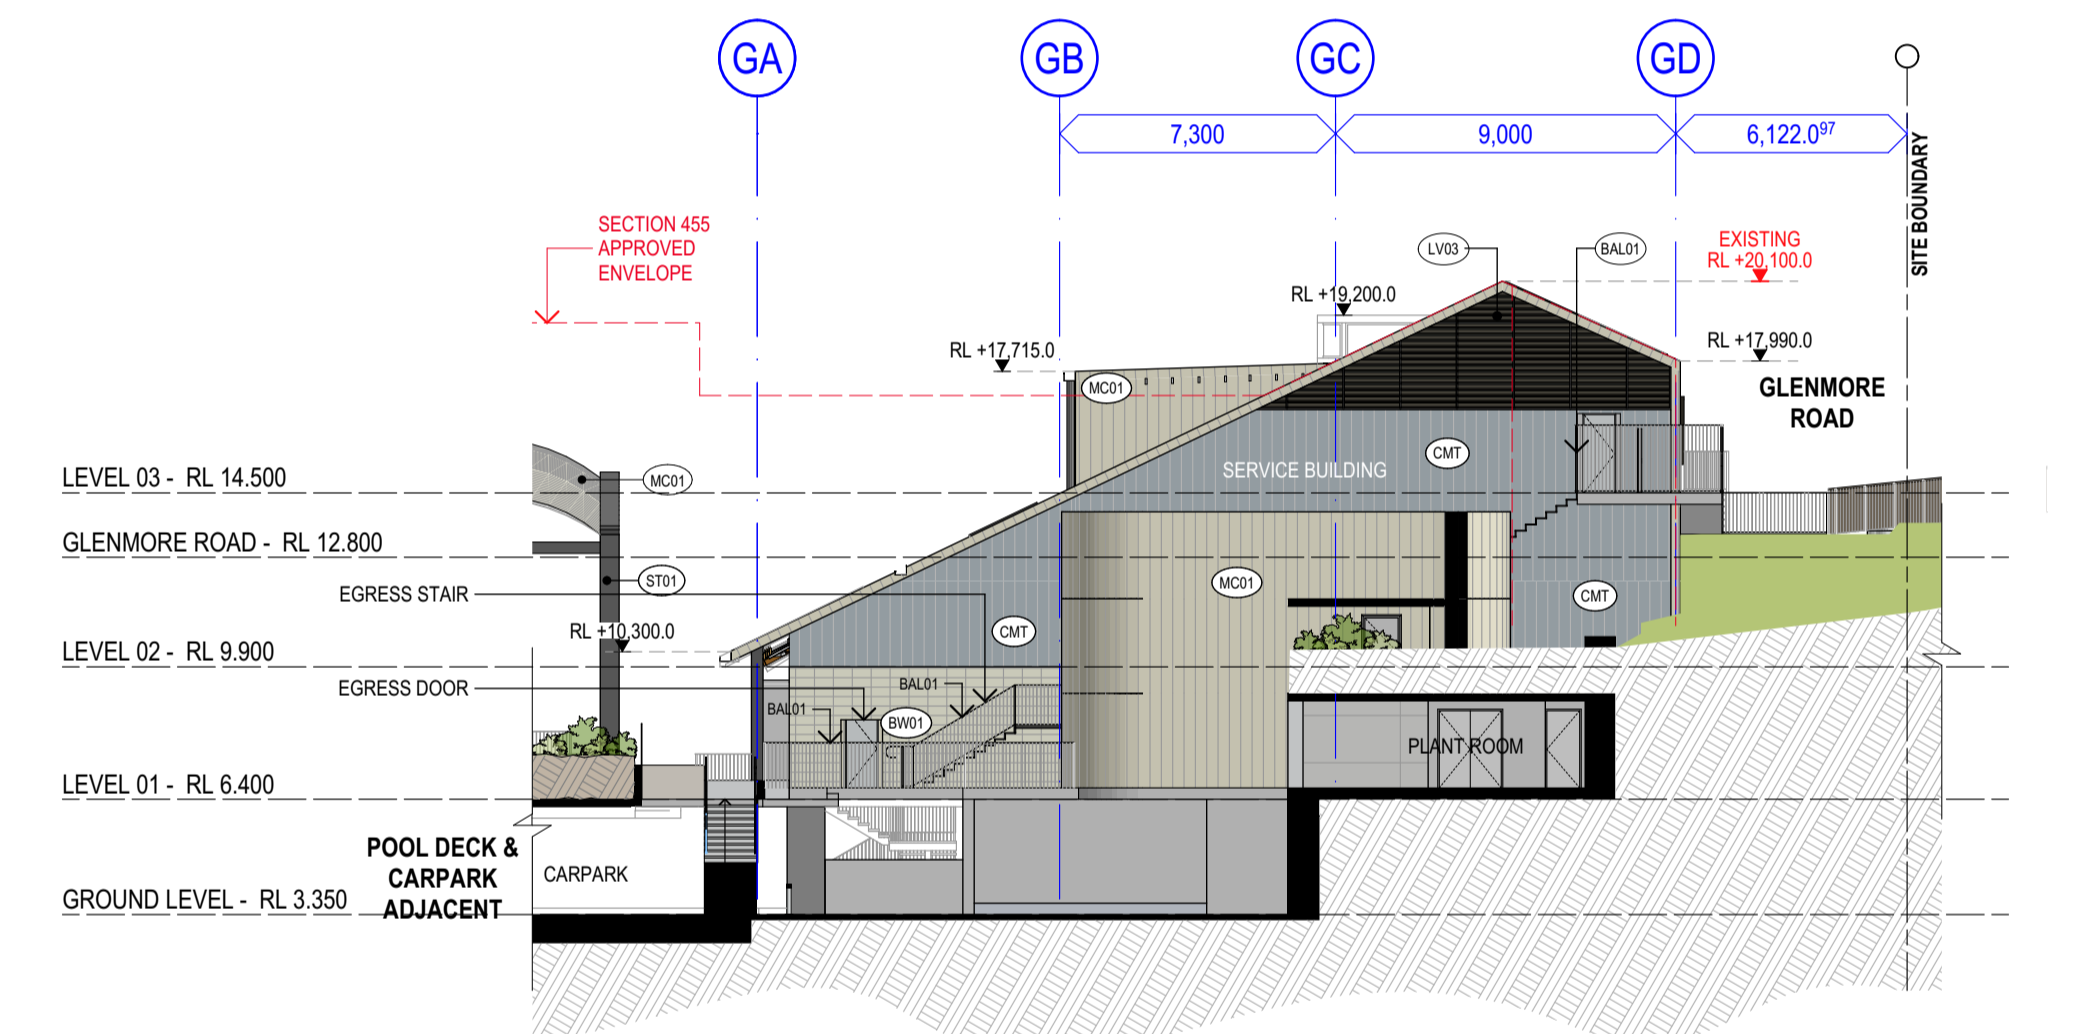 GA
GB
GC
GD
7,300
9,000
6,122.0⁹⁷
SITE BOUNDARY
SECTION 455
APPROVED
ENVELOPE
LV03
BAL01
EXISTING
RL +20,100.0
RL +19,200.0
RL +17,715.0
RL +17,990.0
MC01
GLENMORE
ROAD
CMT
SERVICE BUILDING
LEVEL 03 - RL 14.500
MC01
GLENMORE ROAD - RL 12.800
ST01
MC01
EGRESS STAIR
CMT
RL +10,300.0
CMT
LEVEL 02 - RL 9.900
EGRESS DOOR
BAL01
BAL01
BW01
PLANT ROOM
LEVEL 01 - RL 6.400
POOL DECK &
CARPARK
ADJACENT
CARPARK
GROUND LEVEL - RL 3.350